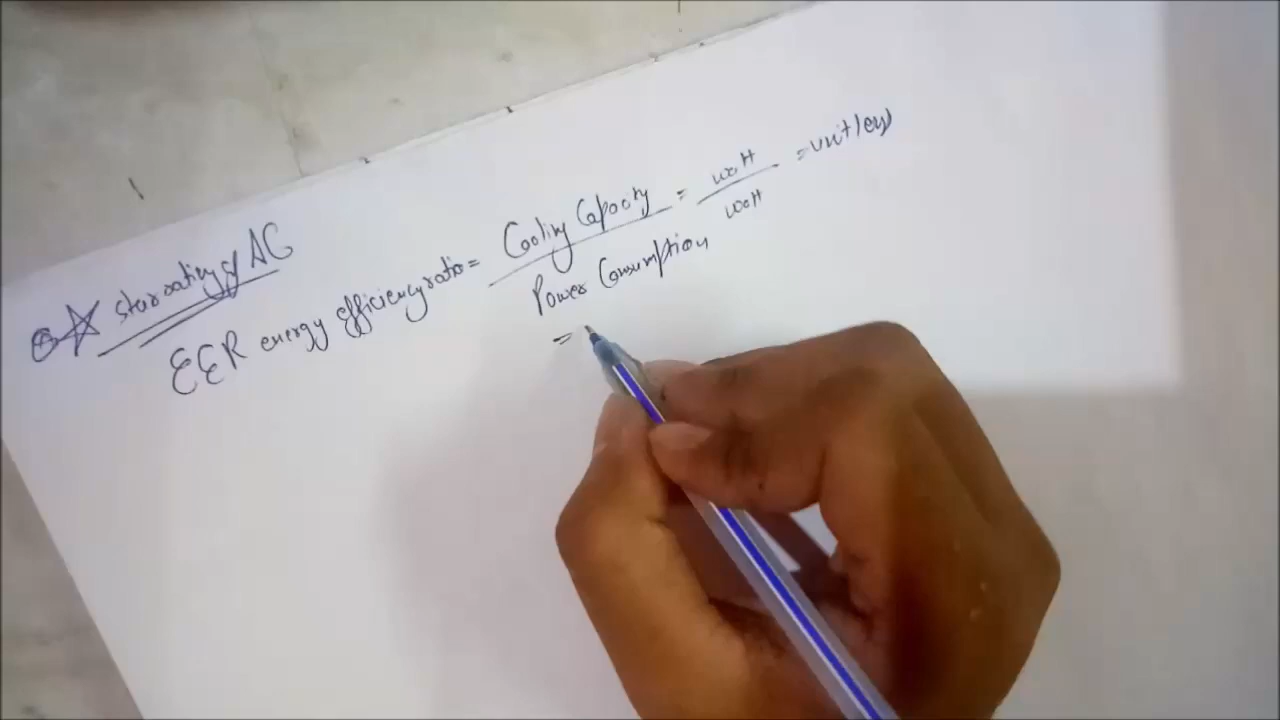 star rating of AC
EER energy efficiency ratio = Cooling Capacity = watt = unitless
Power Consumption watt
=